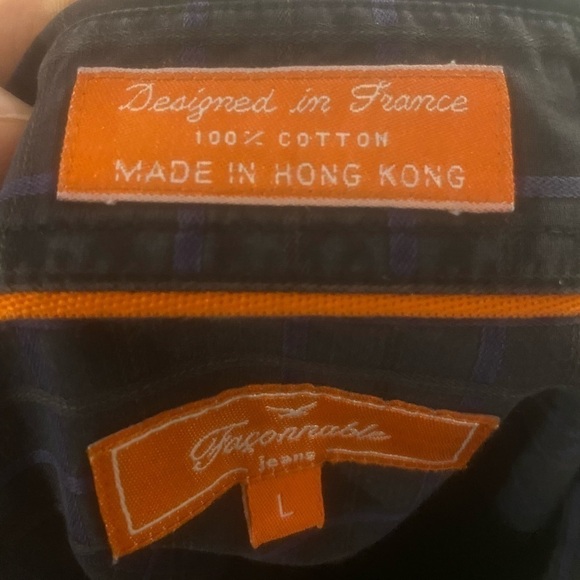 Designed in France
100% COTTON
MADE IN HONG KONG
Façonnable
jeans
L